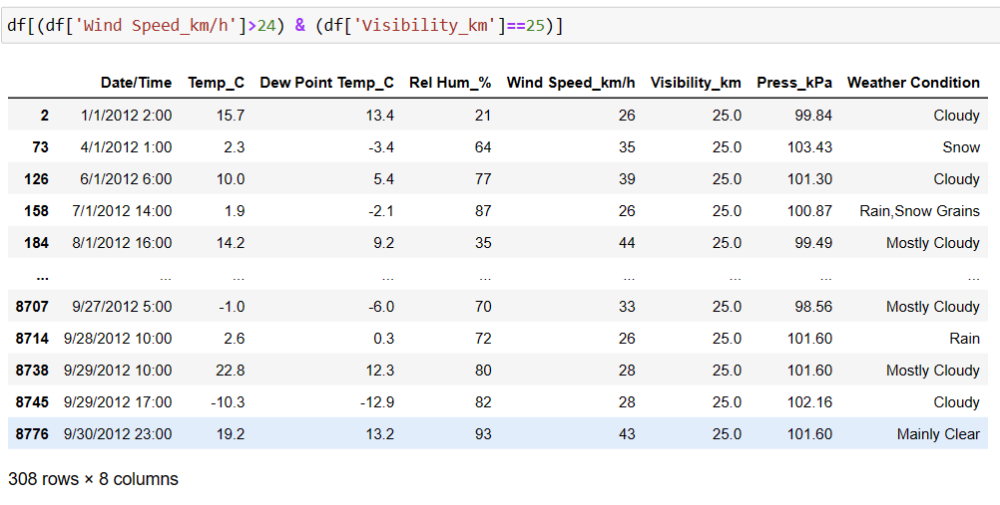 df[(df['Wind Speed_km/h']>24) & (df['Visibility_km']==25)]
Date/Time Temp_C Dew Point Temp_C Rel Hum_% Wind Speed_km/h Visibility_km Press_kPa Weather Condition
2 1/1/2012 2:00 15.7 13.4 21 26 25.0 99.84 Cloudy
73 4/1/2012 1:00 2.3 -3.4 64 35 25.0 103.43 Snow
126 6/1/2012 6:00 10.0 5.4 77 39 25.0 101.30 Cloudy
158 7/1/2012 14:00 1.9 -2.1 87 26 25.0 100.87 Rain,Snow Grains
184 8/1/2012 16:00 14.2 9.2 35 44 25.0 99.49 Mostly Cloudy
... ... ... ... ... ... ... ... ...
8707 9/27/2012 5:00 -1.0 -6.0 70 33 25.0 98.56 Mostly Cloudy
8714 9/28/2012 10:00 2.6 0.3 72 26 25.0 101.60 Rain
8738 9/29/2012 10:00 22.8 12.3 80 28 25.0 101.60 Mostly Cloudy
8745 9/29/2012 17:00 -10.3 -12.9 82 28 25.0 102.16 Cloudy
8776 9/30/2012 23:00 19.2 13.2 93 43 25.0 101.60 Mainly Clear
308 rows × 8 columns